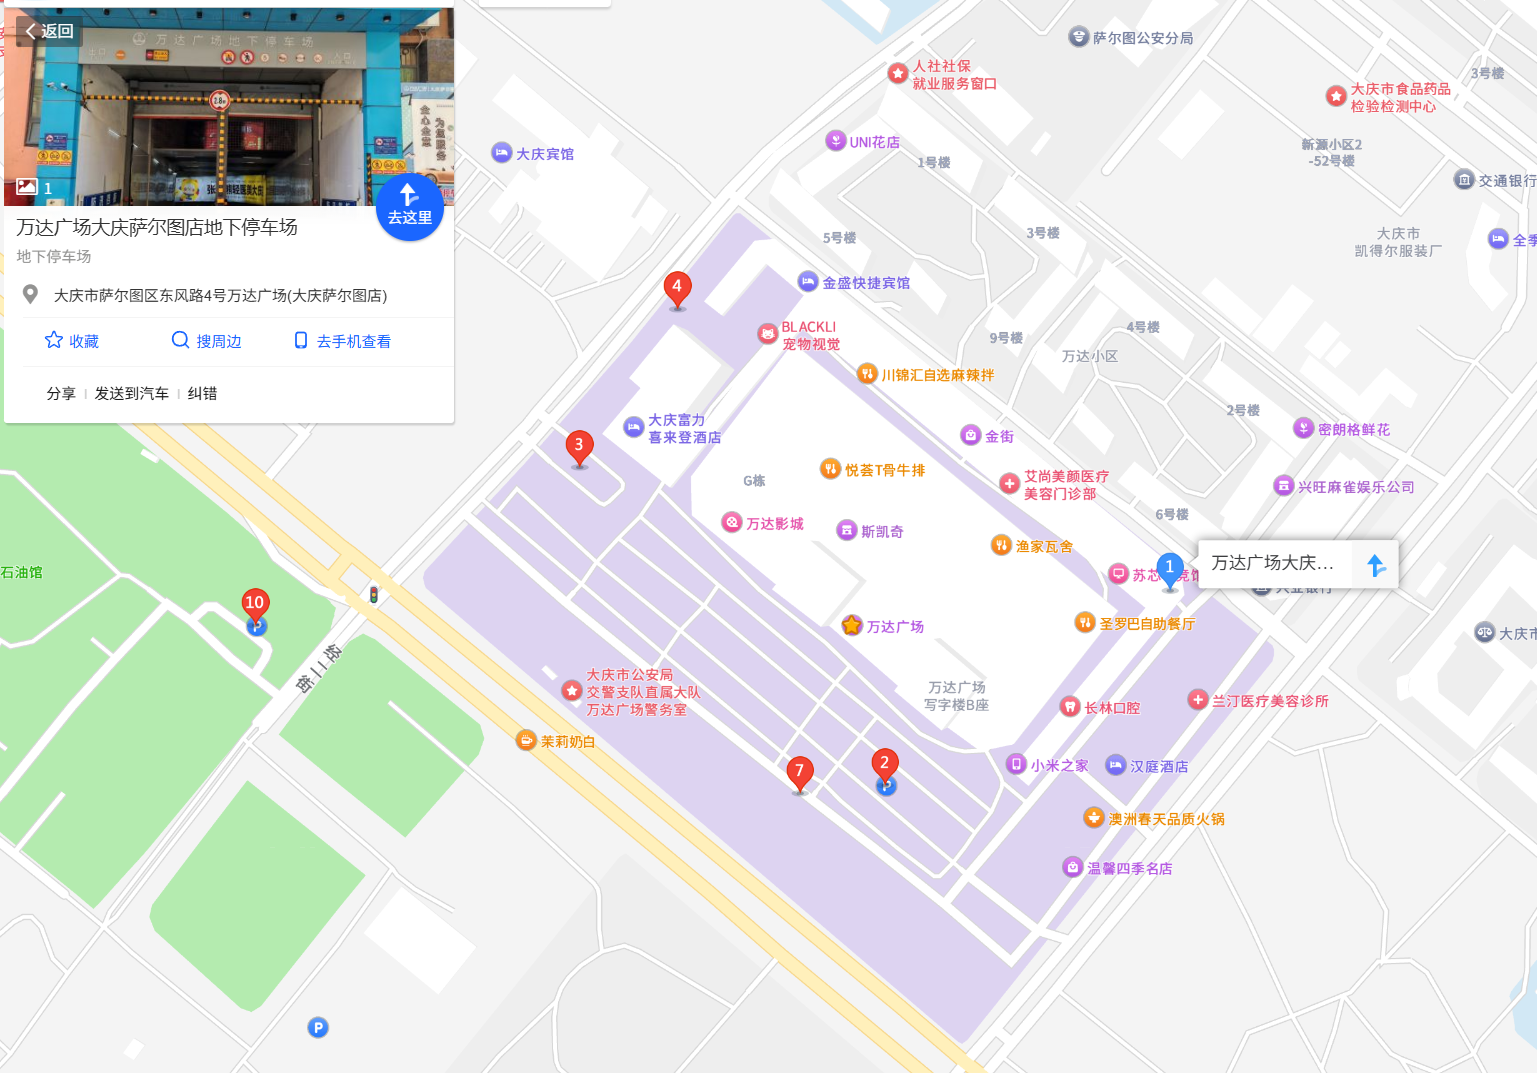 返回
万达广场地下停车场
2.8m
1
去这里
万达广场大庆萨尔图店地下停车场
地下停车场
大庆市萨尔图区东风路4号万达广场(大庆萨尔图店)
收藏
搜周边
去手机查看
分享
发送到汽车
纠错
萨尔图公安分局
人社社保
就业服务窗口
3号楼
大庆市食品药品
检验检测中心
UNI花店
大庆宾馆
1号楼
新源小区2
-52号楼
交通银行
5号楼
3号楼
大庆市
凯得尔服装厂
全季
金盛快捷宾馆
4
BLACKLI
宠物视觉
9号楼
4号楼
万达小区
川锦汇自选麻辣拌
2号楼
大庆富力
喜来登酒店
3
金街
密朗格鲜花
G栋
悦荟T骨牛排
艾尚美颜医疗
美容门诊部
兴旺麻雀娱乐公司
6号楼
万达影城
斯凯奇
渔家瓦舍
1
万达广场大庆...
石油馆
10
P
圣罗巴自助餐厅
万达广场
大庆市
经二街
大庆市公安局
交警支队直属大队
万达广场警务室
万达广场
写字楼B座
长林口腔
兰汀医疗美容诊所
茉莉奶白
7
2
P
小米之家
汉庭酒店
澳洲春天品质火锅
温馨四季名店
P